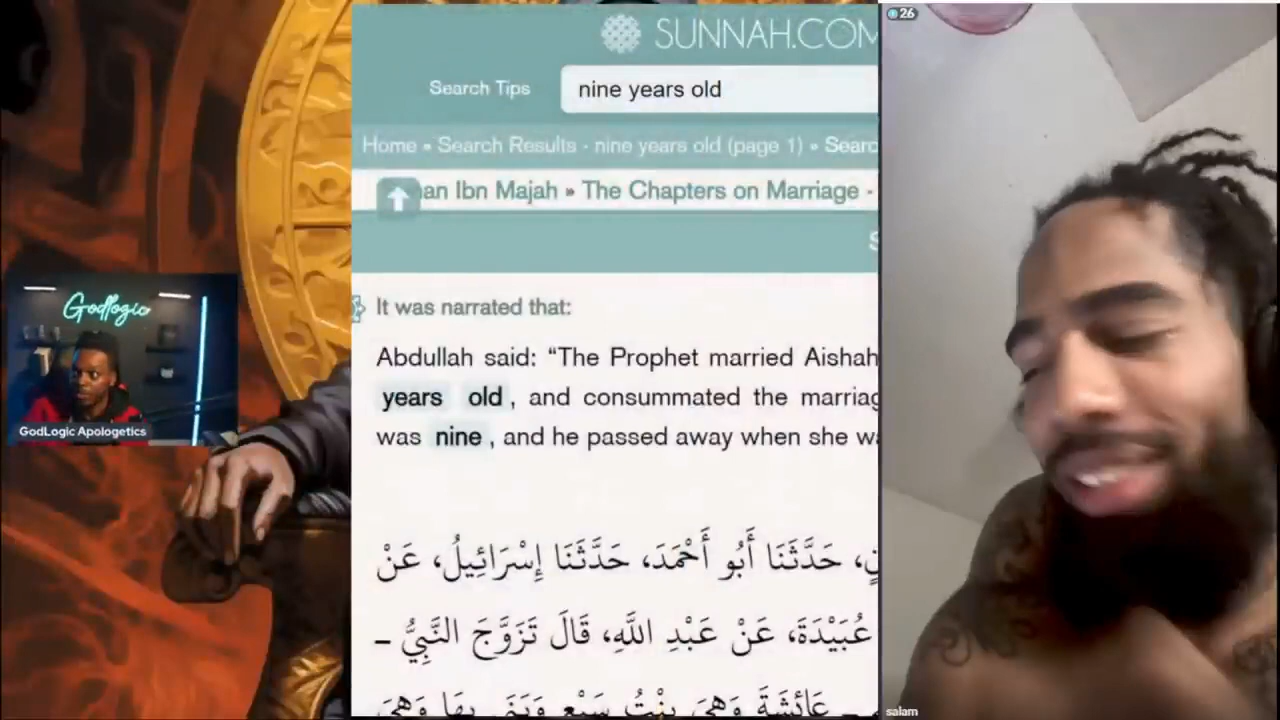 26
SUNNAH.COM
Search Tips
nine years old
Home » Search Results - nine years old (page 1) » Searc
an Ibn Majah » The Chapters on Marriage -
It was narrated that:
Abdullah said: “The Prophet married Aishah
years old, and consummated the marriag
was nine, and he passed away when she wa
حَدَّثَنَا أَبُو أَحْمَدَ، حَدَّثَنَا إِسْرَائِيلُ، عَنْ
عُبَيْدَةَ، عَنْ عَبْدِ اللَّهِ، قَالَ تَزَوَّجَ النَّبِيُّ ـ
ـ عَائِشَةَ وَهِيَ بِنْتُ سَبْعٍ وَبَنَى بِهَا وَهِيَ
Godlogic
GodLogic Apologetics
salam